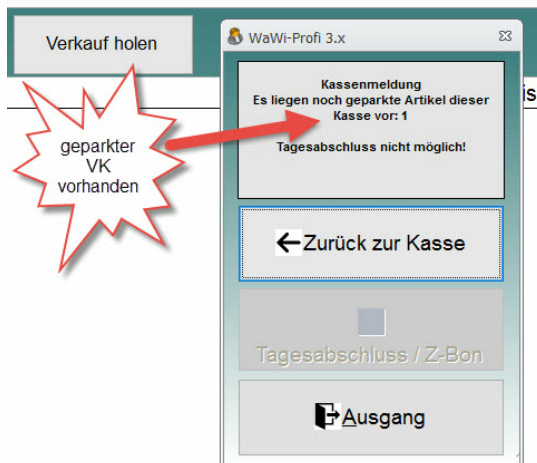 Verkauf holen
WaWi-Profi 3.x
Kassenmeldung
Es liegen noch geparkte Artikel dieser
Kasse vor: 1
Tagesabschluss nicht möglich!
is
geparkter
VK
vorhanden
Zurück zur Kasse
Tagesabschluss / Z-Bon
Ausgang